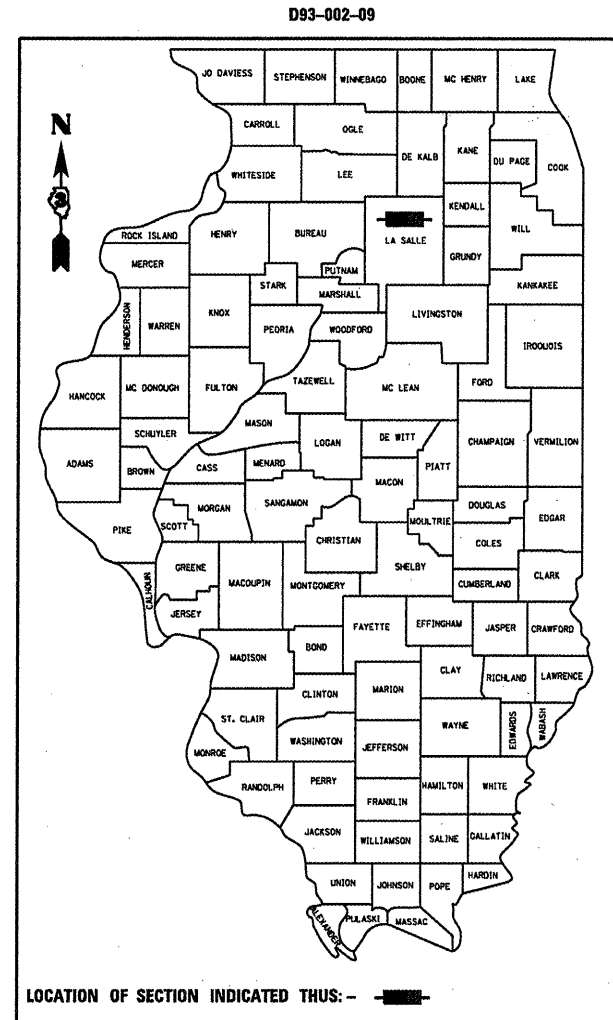 D93-002-09
JO DAVIESS
STEPHENSON
WINNEBAGO
BOONE
MC HENRY
LAKE
N
CARROLL
OGLE
DE KALB
KANE
DU PAGE
COOK
WHITESIDE
LEE
3
KENDALL
LA SALLE
WILL
ROCK ISLAND
HENRY
BUREAU
GRUNDY
MERCER
PUTNAM
STARK
MARSHALL
KANKAKEE
HENDERSON
WARREN
KNOX
PEORIA
WOODFORD
LIVINGSTON
IROQUOIS
HANCOCK
MC DONOUGH
FULTON
TAZEWELL
MC LEAN
FORD
MASON
SCHUYLER
LOGAN
DE WITT
CHAMPAIGN
VERMILION
ADAMS
BROWN
CASS
MENARD
MACON
PIATT
PIKE
MORGAN
SCOTT
SANGAMON
CHRISTIAN
MOULTRIE
DOUGLAS
EDGAR
COLES
CALHOUN
GREENE
MACOUPIN
MONTGOMERY
SHELBY
CUMBERLAND
CLARK
JERSEY
FAYETTE
EFFINGHAM
JASPER
CRAWFORD
MADISON
BOND
CLAY
RICHLAND
LAWRENCE
CLINTON
MARION
ST. CLAIR
WAYNE
EDWARDS
WABASH
MONROE
WASHINGTON
JEFFERSON
RANDOLPH
PERRY
HAMILTON
WHITE
FRANKLIN
JACKSON
WILLIAMSON
SALINE
GALLATIN
UNION
JOHNSON
POPE
HARDIN
ALEXANDER
PULASKI
MASSAC
LOCATION OF SECTION INDICATED THUS: -